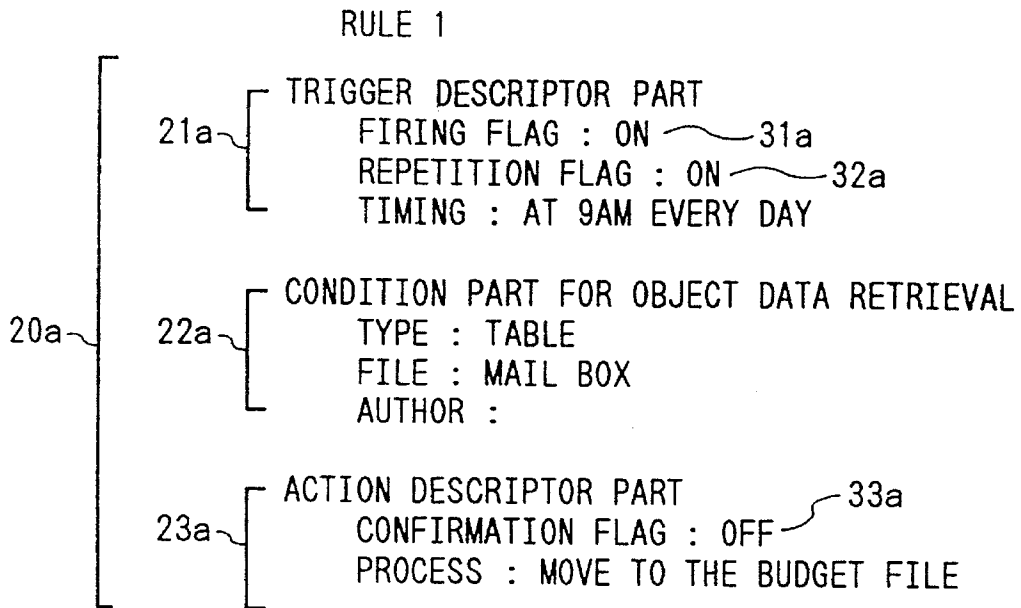 RULE 1
TRIGGER DESCRIPTOR PART
21a FIRING FLAG : ON 31a
REPETITION FLAG : ON 32a
TIMING : AT 9AM EVERY DAY
CONDITION PART FOR OBJECT DATA RETRIEVAL
20a 22a TYPE : TABLE
FILE : MAIL BOX
AUTHOR :
ACTION DESCRIPTOR PART 33a
23a CONFIRMATION FLAG : OFF
PROCESS : MOVE TO THE BUDGET FILE